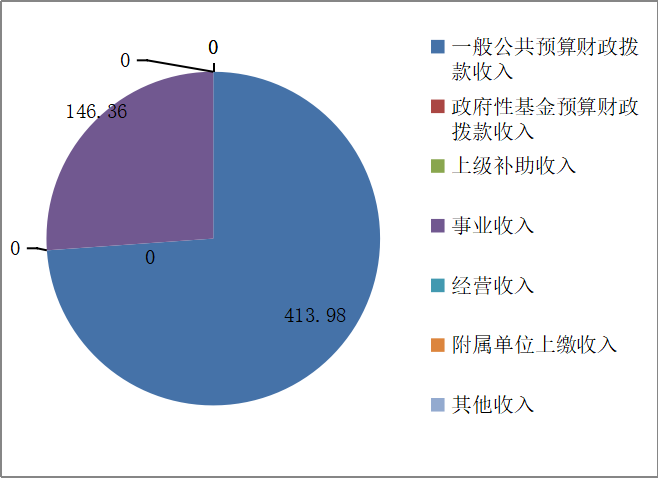 0
0
146.36
0
0
413.98
一般公共预算财政拨
款收入
政府性基金预算财政
拨款收入
上级补助收入
事业收入
经营收入
附属单位上缴收入
其他收入